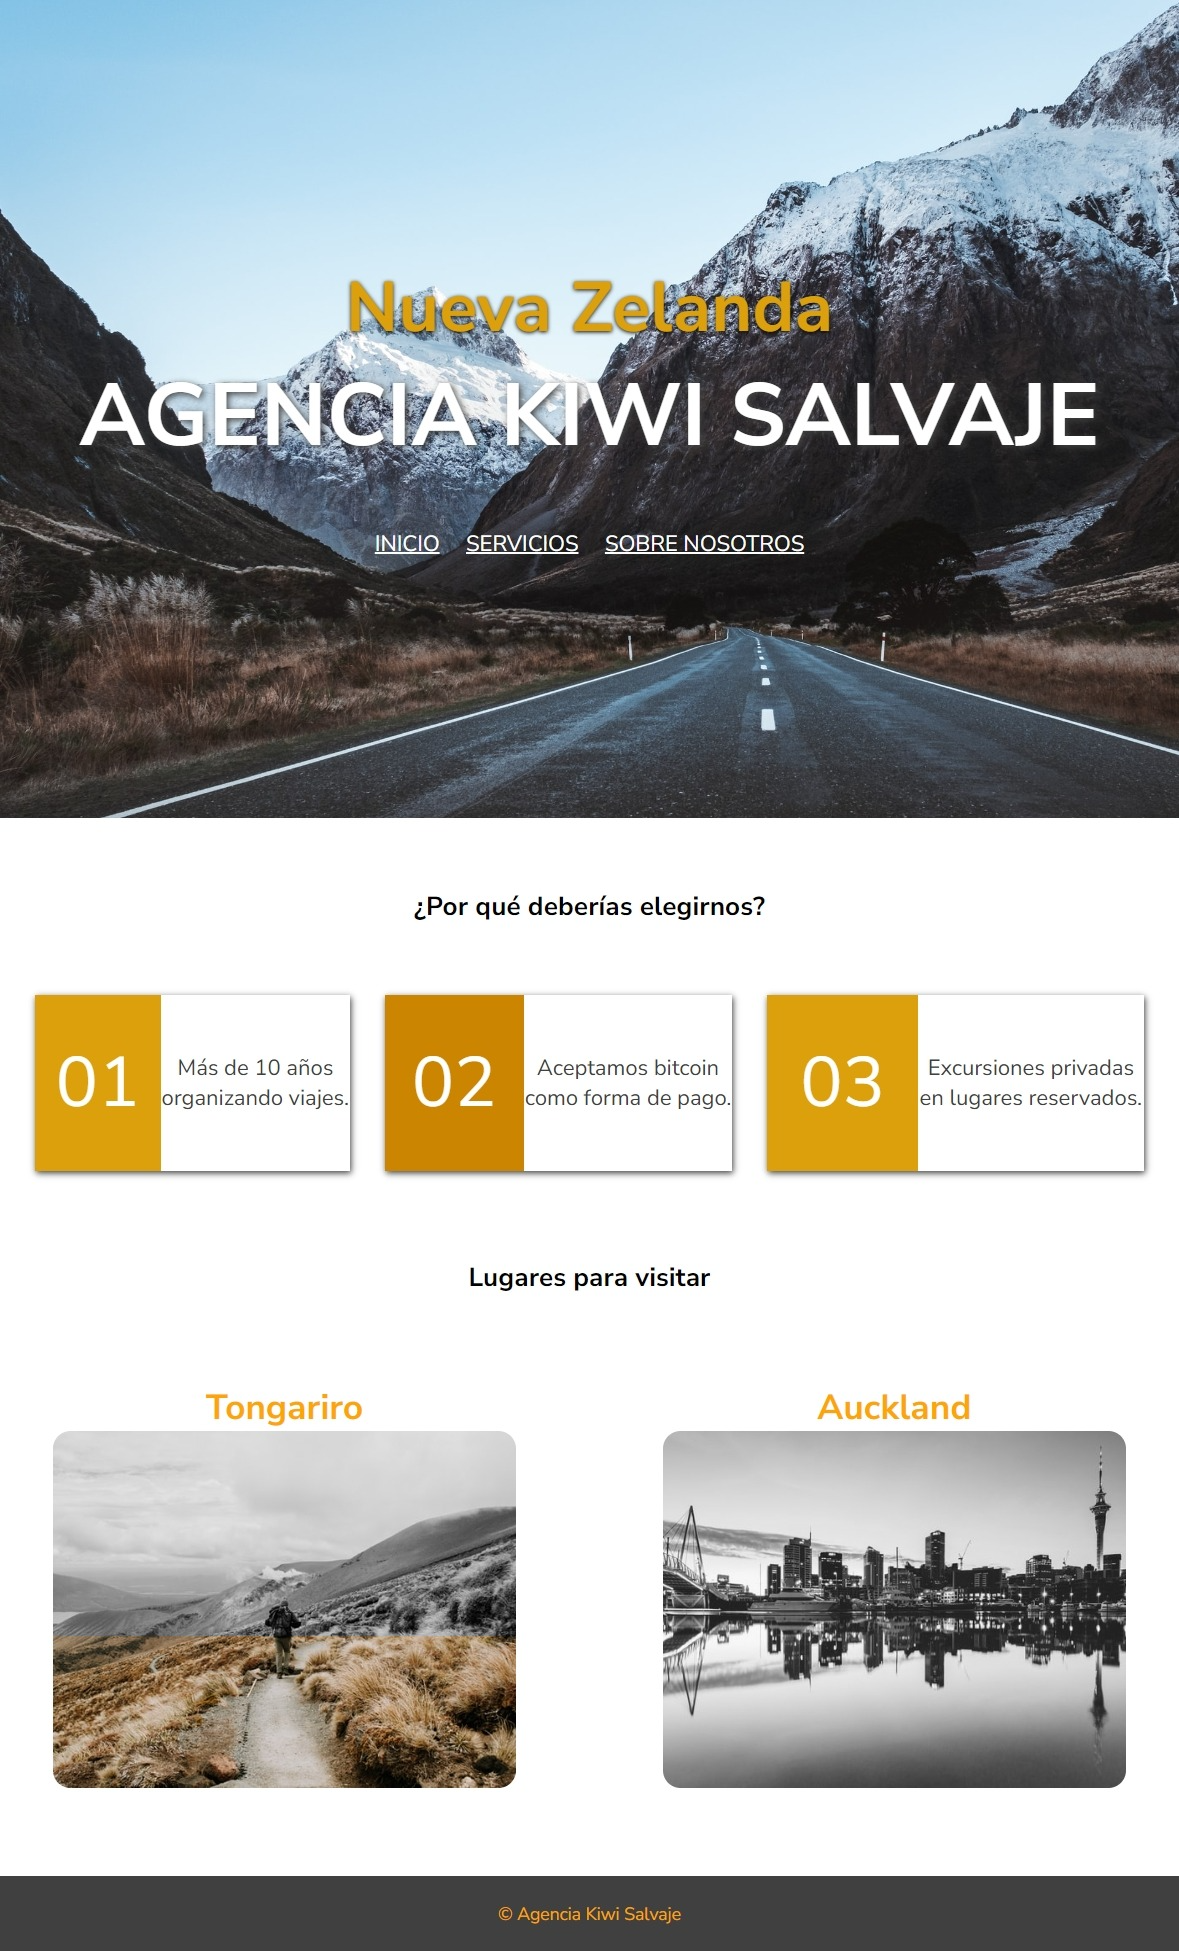 Nueva Zelanda
AGENCIA KIWI SALVAJE
INICIO SERVICIOS SOBRE NOSOTROS
¿Por qué deberías elegirnos?
01
Más de 10 años
organizando viajes.
02
Aceptamos bitcoin
como forma de pago.
03
Excursiones privadas
en lugares reservados.
Lugares para visitar
Tongariro
Auckland
© Agencia Kiwi Salvaje